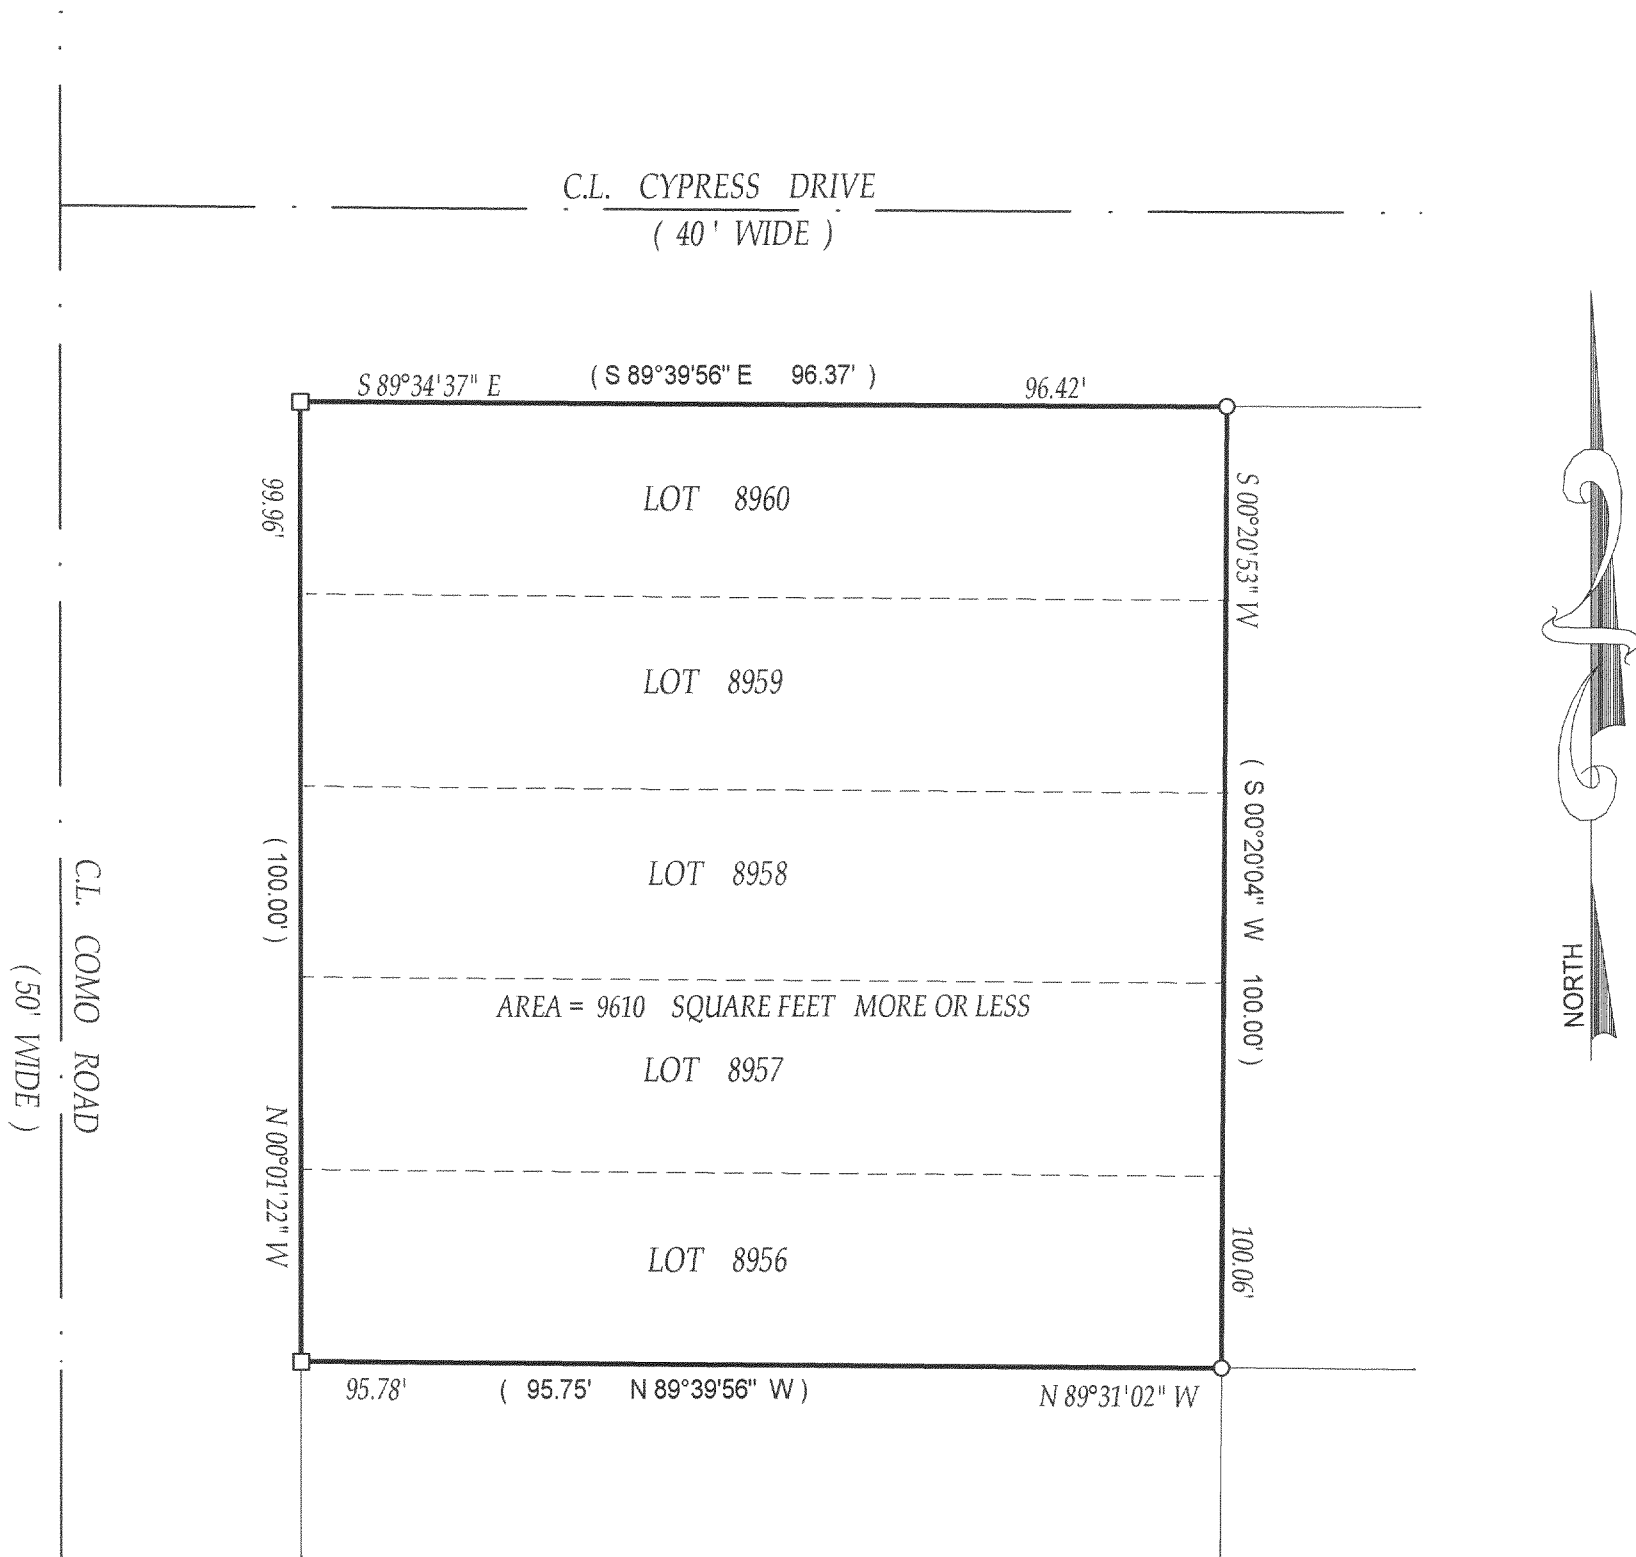 C.L. CYPRESS DRIVE
( 40' WIDE )
S 89°34'37" E
( S 89°39'56" E 96.37' )
96.42'
99.96'
LOT 8960
S 00°20'53" W
LOT 8959
( 100.00' )
LOT 8958
( S 00°20'04" W 100.00' )
C.L. COMO ROAD
( 50' WIDE )
AREA = 9610 SQUARE FEET MORE OR LESS
NORTH
LOT 8957
N 00°01'22" W
LOT 8956
100.06'
95.78'
( 95.75' N 89°39'56" W )
N 89°31'02" W